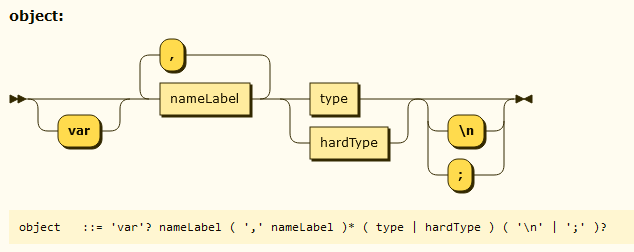 object:
,
nameLabel type
var hardType \n
;
object ::= 'var'? nameLabel ( ',' nameLabel )* ( type | hardType ) ( '\n' | ';' )?